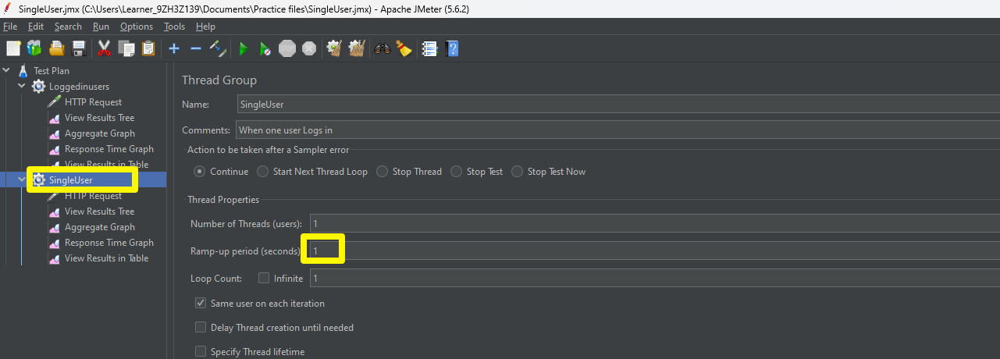 SingleUser.jmx (C:\Users\Learner_9ZH3Z139\Documents\Practice files\SingleUser.jmx) - Apache JMeter (5.6.2)
File Edit Search Run Options Tools Help
STOP
Test Plan
Loggedinusers
HTTP Request
View Results Tree
Aggregate Graph
Response Time Graph
View Results in Table
SingleUser
HTTP Request
View Results Tree
Aggregate Graph
Response Time Graph
View Results in Table
Thread Group
Name: SingleUser
Comments: When one user Logs in
Action to be taken after a Sampler error
Continue Start Next Thread Loop Stop Thread Stop Test Stop Test Now
Thread Properties
Number of Threads (users): 1
Ramp-up period (seconds) 1
Loop Count: Infinite 1
Same user on each iteration
Delay Thread creation until needed
Specify Thread lifetime